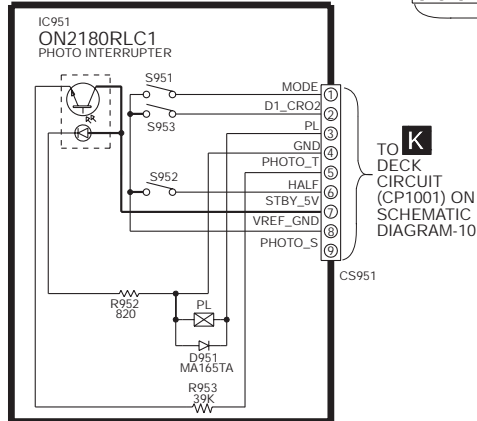 IC951
ON2180RLC1
PHOTO INTERRUPTER
S951
S953
S952
MODE
1
D1_CRO2
2
PL
3
GND
4
PHOTO_T
5
HALF
6
STBY_5V
7
VREF_GND
8
PHOTO_S
9
CS951
TO K
DECK
CIRCUIT
(CP1001) ON
SCHEMATIC
DIAGRAM-10
R952
820
PL
D951
MA165TA
R953
39K